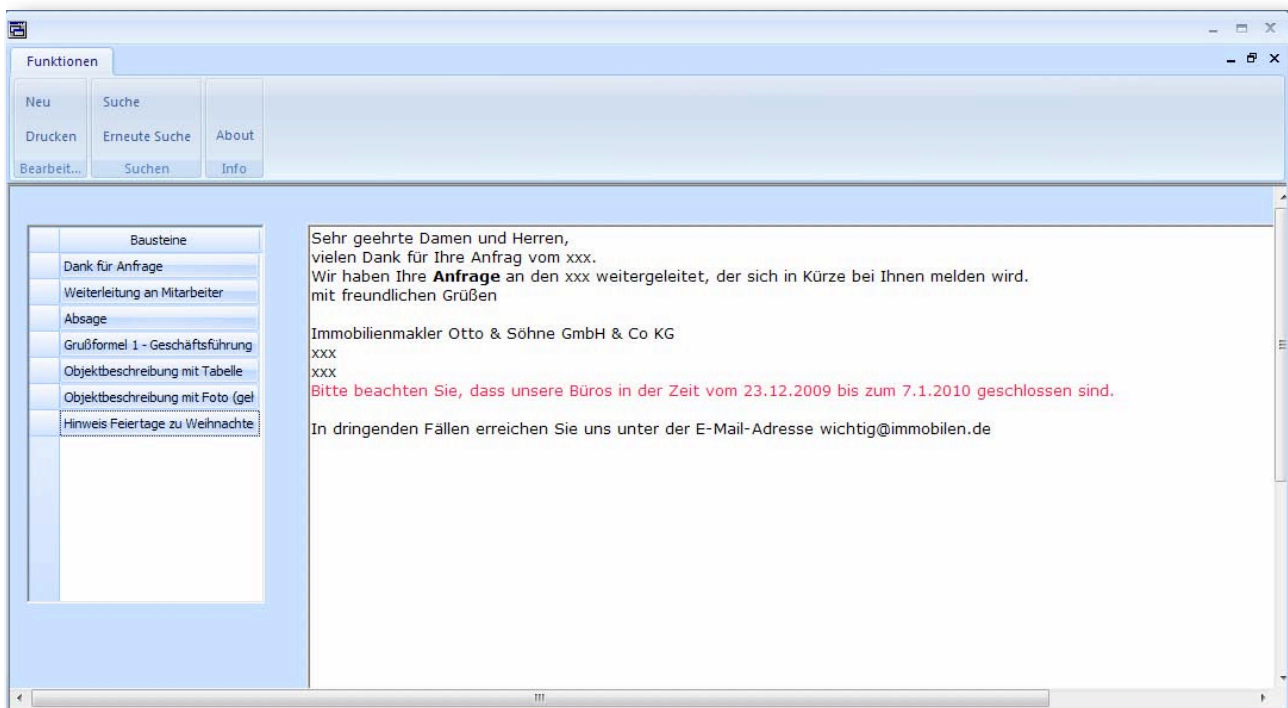 Funktionen
Neu
Suche
Drucken
Erneute Suche
About
Bearbeit...
Suchen
Info
Bausteine
Dank für Anfrage
Weiterleitung an Mitarbeiter
Absage
Grußformel 1 - Geschäftsführung
Objektbeschreibung mit Tabelle
Objektbeschreibung mit Foto (gel
Hinweis Feiertage zu Weihnachte
Sehr geehrte Damen und Herren,
vielen Dank für Ihre Anfrag vom xxx.
Wir haben Ihre Anfrage an den xxx weitergeleitet, der sich in Kürze bei Ihnen melden wird.
mit freundlichen Grüßen
Immobilienmakler Otto & Söhne GmbH & Co KG
xxx
xxx
Bitte beachten Sie, dass unsere Büros in der Zeit vom 23.12.2009 bis zum 7.1.2010 geschlossen sind.
In dringenden Fällen erreichen Sie uns unter der E-Mail-Adresse wichtig@immobilen.de